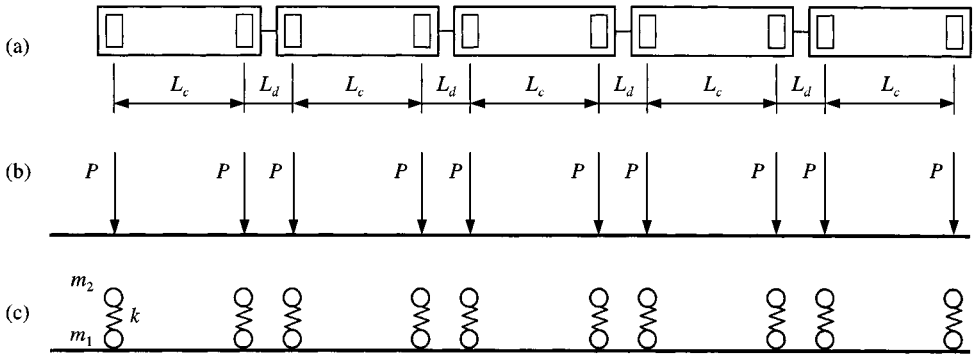 (a)
L_c L_d L_c L_d L_c L_d L_c L_d L_c
(b) P P P P P P P P P P
m_2
(c) k
m_1